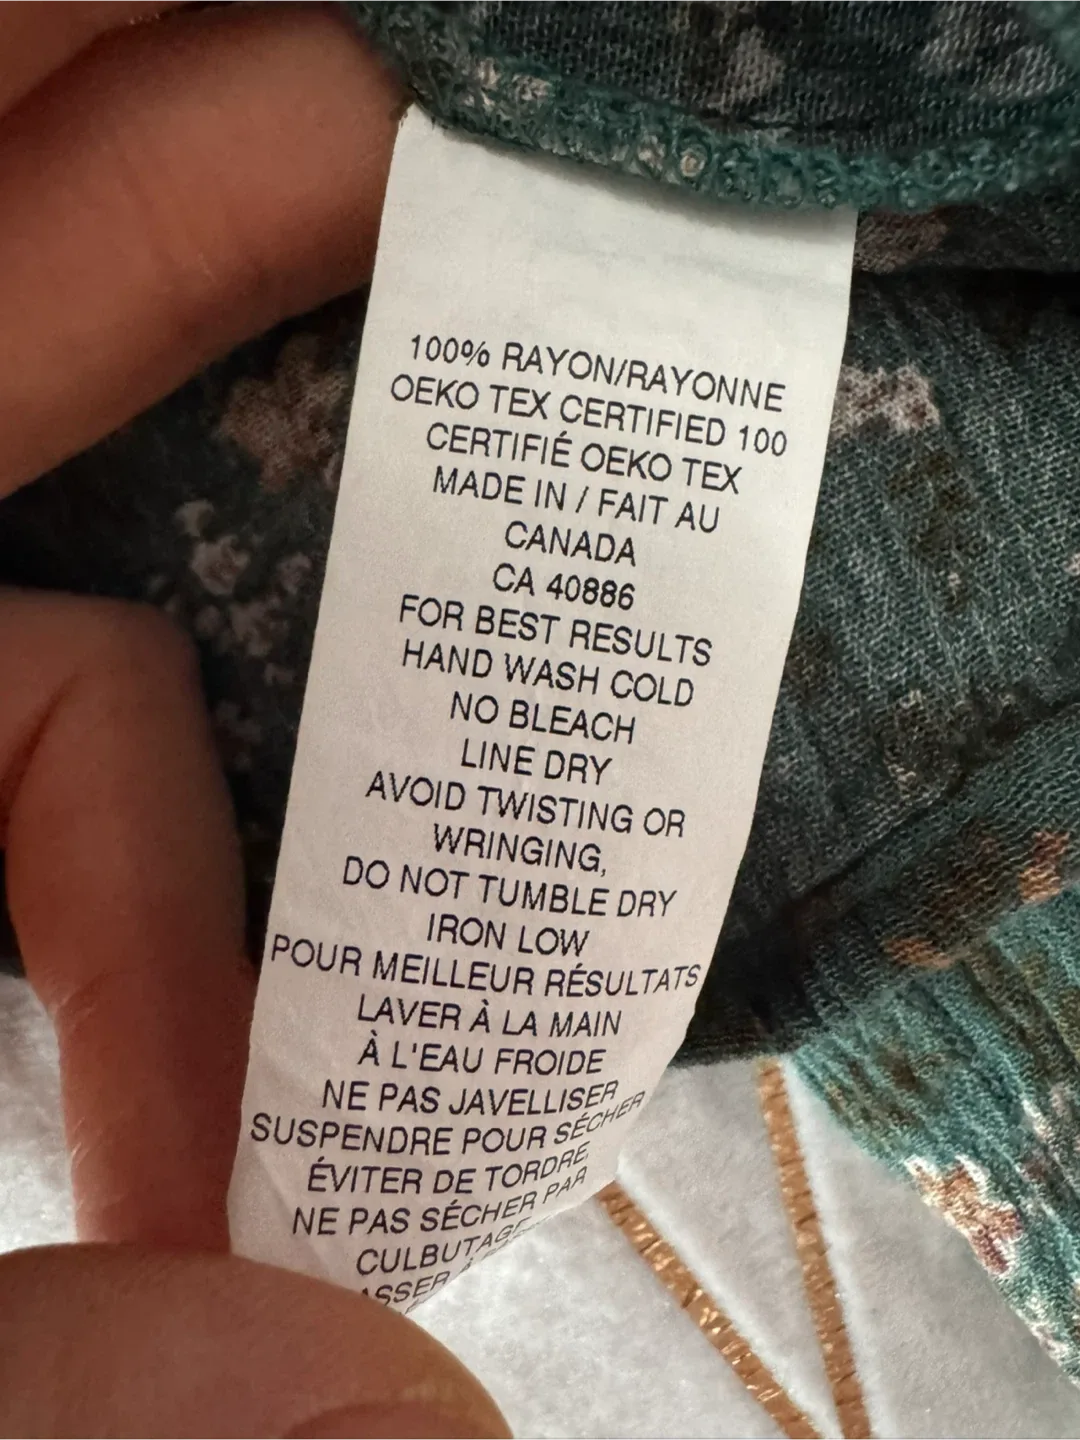 100% RAYON/RAYONNE
OEKO TEX CERTIFIED 100
CERTIFIÉ OEKO TEX
MADE IN / FAIT AU
CANADA
CA 40886
FOR BEST RESULTS
HAND WASH COLD
NO BLEACH
LINE DRY
AVOID TWISTING OR
WRINGING,
DO NOT TUMBLE DRY
IRON LOW
POUR MEILLEUR RÉSULTATS
LAVER À LA MAIN
À L'EAU FROIDE
NE PAS JAVELLISER
SUSPENDRE POUR SÉCHER
ÉVITER DE TORDRE
NE PAS SÉCHER PAR
CULBUTAGE